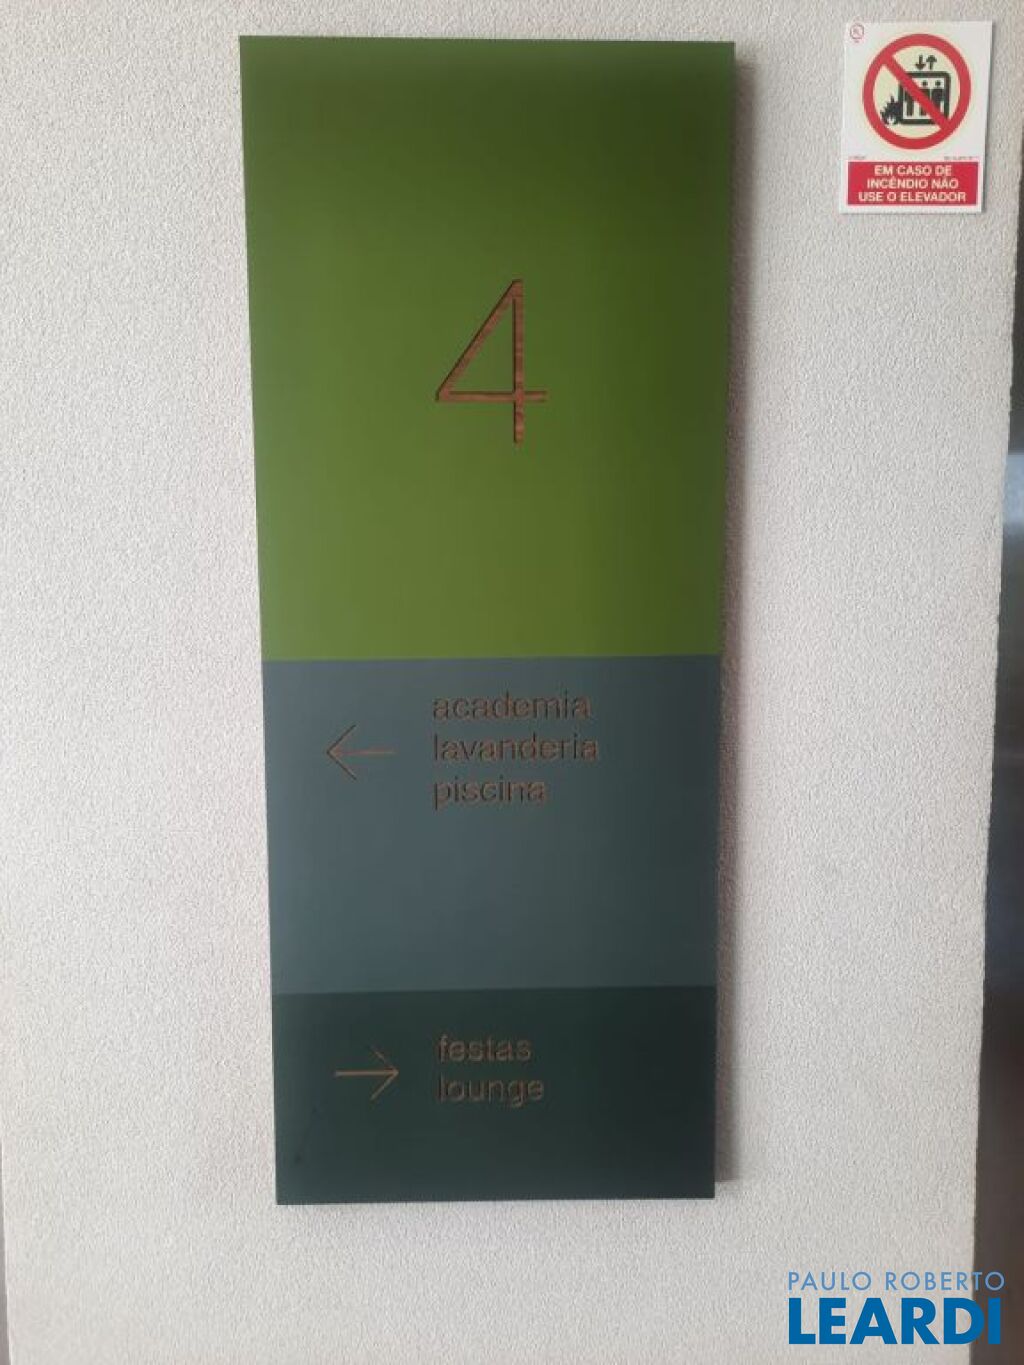 EM CASO DE
INCÊNDIO NÃO
USE O ELEVADOR
4
academia
lavanderia
piscina
festas
lounge
PAULO ROBERTO
LEARDI